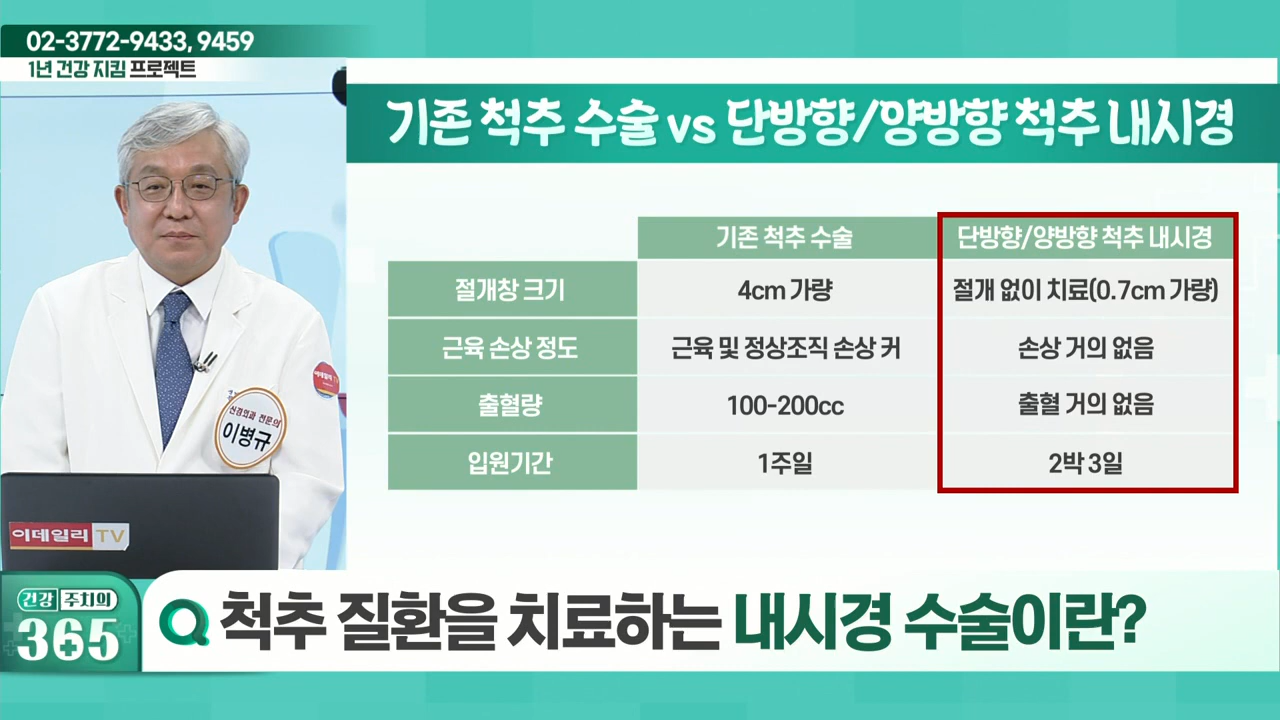 02-3772-9433, 9459
1년 건강 지킴 프로젝트
기존 척추 수술 vs 단방향/양방향 척추 내시경
기존 척추 수술 단방향/양방향 척추 내시경
절개창 크기 4cm 가량 절개 없이 치료(0.7cm 가량)
근육 손상 정도 근육 및 정상조직 손상 커 손상 거의 없음
출혈량 100-200cc 출혈 거의 없음
입원기간 1주일 2박 3일
이데일리 TV
신경외과 전문의
이병규
이데일리 TV
건강 주치의
365
Q 척추 질환을 치료하는 내시경 수술이란?